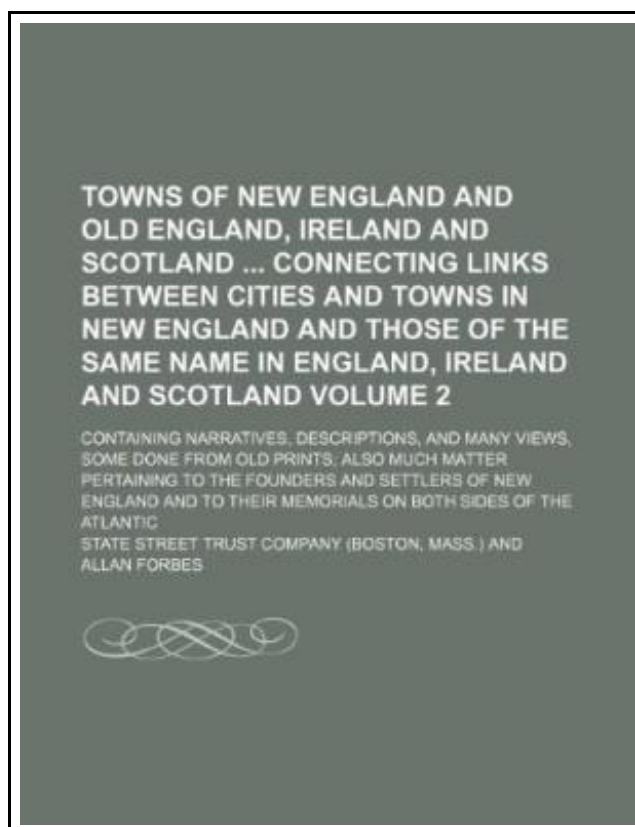 TOWNS OF NEW ENGLAND AND
OLD ENGLAND, IRELAND AND
SCOTLAND ... CONNECTING LINKS
BETWEEN CITIES AND TOWNS IN
NEW ENGLAND AND THOSE OF THE
SAME NAME IN ENGLAND, IRELAND
AND SCOTLAND VOLUME 2
CONTAINING NARRATIVES, DESCRIPTIONS, AND MANY VIEWS,
SOME DONE FROM OLD PRINTS; ALSO MUCH MATTER
PERTAINING TO THE FOUNDERS AND SETTLERS OF NEW
ENGLAND AND TO THEIR MEMORIALS ON BOTH SIDES OF THE
ATLANTIC
STATE STREET TRUST COMPANY (BOSTON, MASS.) AND
ALLAN FORBES